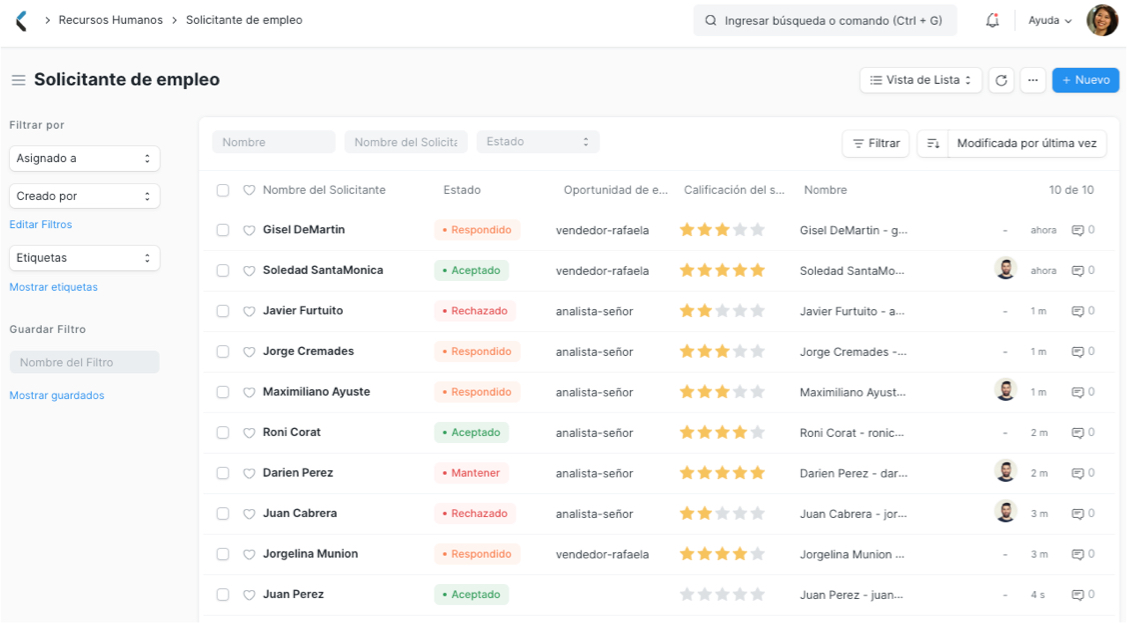 Recursos Humanos > Solicitante de empleo
Ingresar búsqueda o comando (Ctrl + G)
Ayuda
Solicitante de empleo
Vista de Lista
...
+ Nuevo
Filtrar por
Asignado a
Creado por
Editar Filtros
Etiquetas
Mostrar etiquetas
Guardar Filtro
Nombre del Filtro
Mostrar guardados
Nombre Nombre del Solicita Estado Filtrar Modificada por última vez
Nombre del Solicitante Estado Oportunidad de e... Calificación del s... Nombre 10 de 10
Gisel DeMartin • Respondido vendedor-rafaela Gisel DeMartin - g... - ahora 0
Soledad SantaMonica • Aceptado vendedor-rafaela Soledad SantaMo... ahora 0
Javier Furtuito • Rechazado analista-señor Javier Furtuito - a... - 1 m 0
Jorge Cremades • Respondido analista-señor Jorge Cremades -... - 1 m 0
Maximiliano Ayuste • Respondido analista-señor Maximiliano Ayust... 1 m 0
Roni Corat • Aceptado analista-señor Roni Corat - ronic... - 2 m 0
Darien Perez • Mantener analista-señor Darien Perez - dar... 2 m 0
Juan Cabrera • Rechazado analista-señor Juan Cabrera - jor... 3 m 0
Jorgelina Munion • Respondido vendedor-rafaela Jorgelina Munion ... - 3 m 0
Juan Perez • Aceptado Juan Perez - juan... - 4 s 0